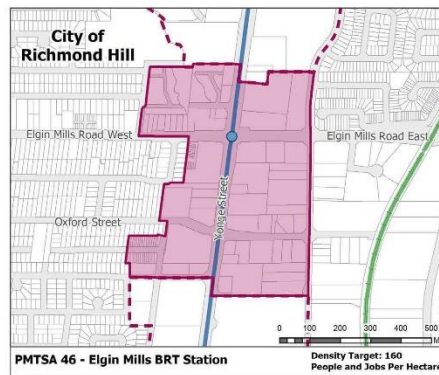 City of
Richmond Hill
Elgin Mills Road West
Elgin Mills Road East
Yonge Street
Oxford Street
0 100 200 300 400 500
M
PMTSA 46 - Elgin Mills BRT Station
Density Target: 160
People and Jobs Per Hectare